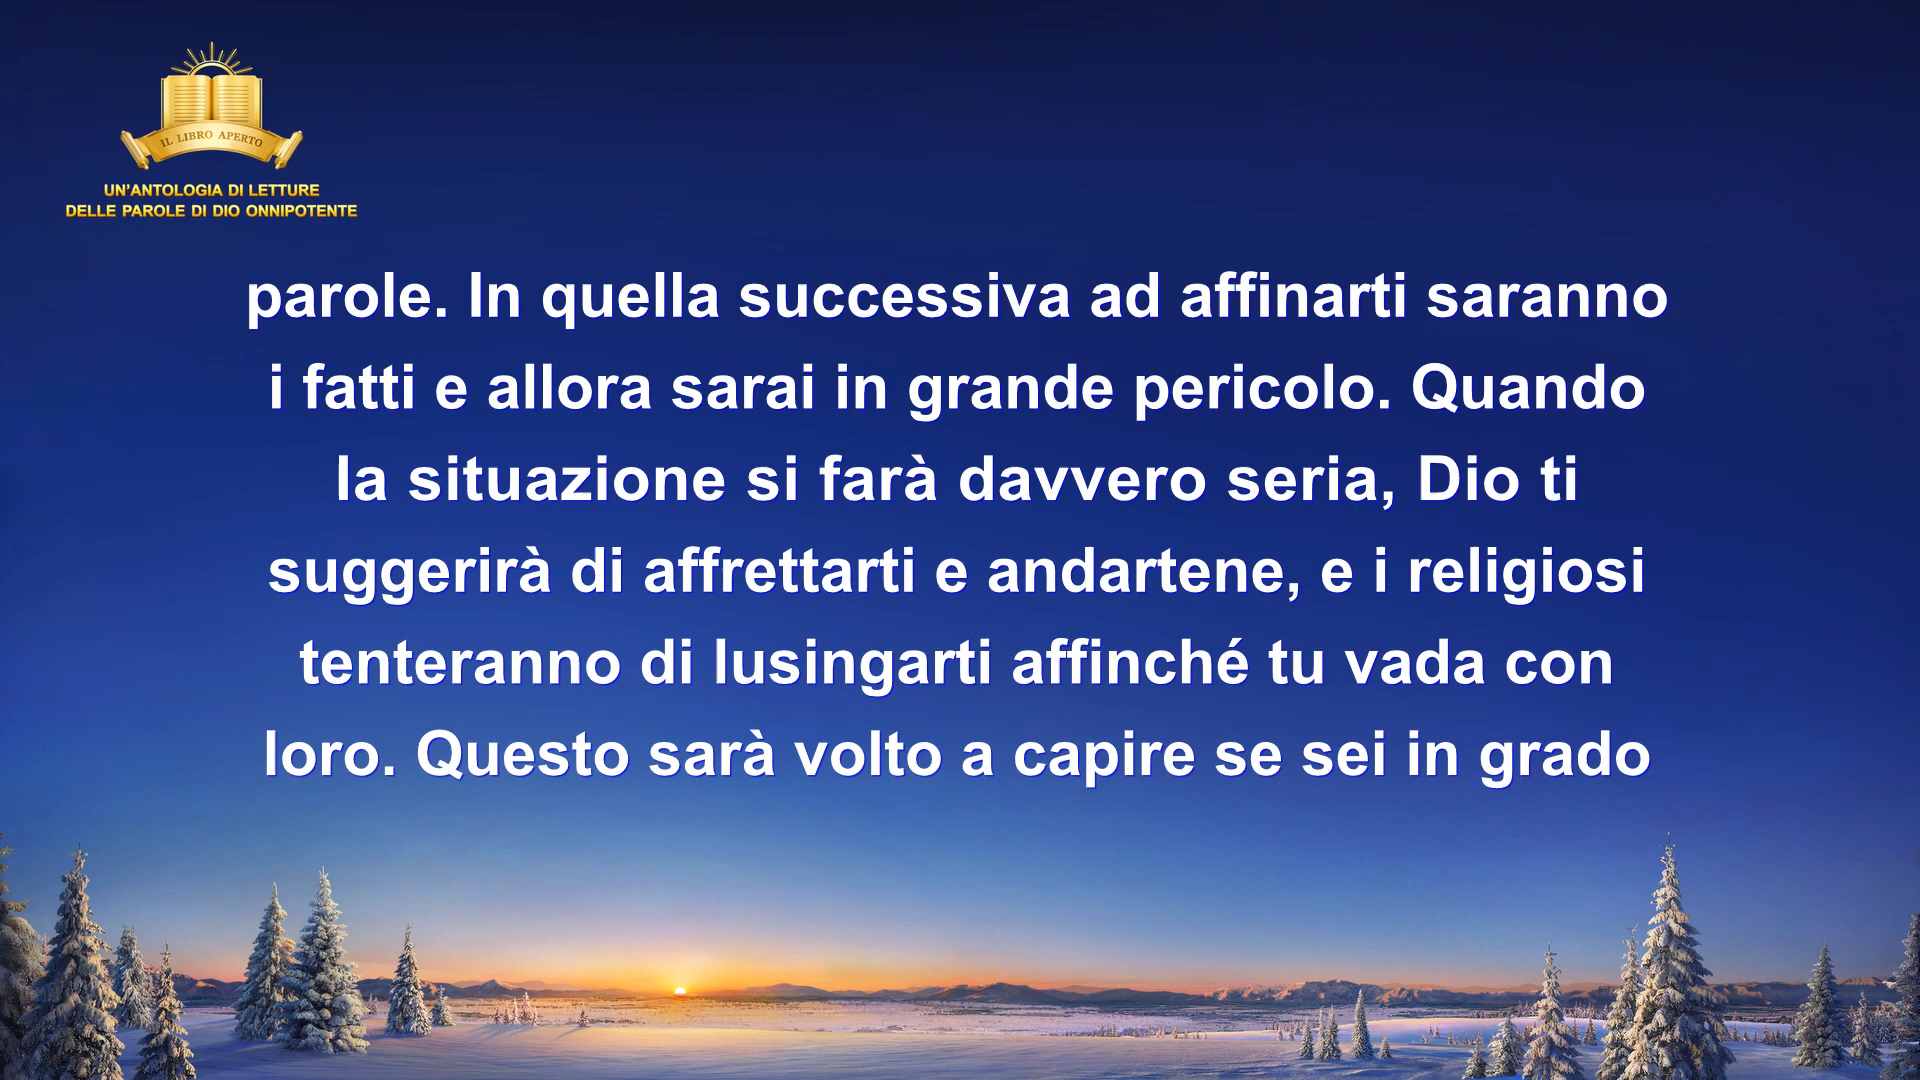 IL LIBRO APERTO
UN'ANTOLOGIA DI LETTURE
DELLE PAROLE DI DIO ONNIPOTENTE
parole. In quella successiva ad affinarti saranno
i fatti e allora sarai in grande pericolo. Quando
la situazione si farà davvero seria, Dio ti
suggerirà di affrettarti e andartene, e i religiosi
tenteranno di lusingarti affinché tu vada con
loro. Questo sarà volto a capire se sei in grado